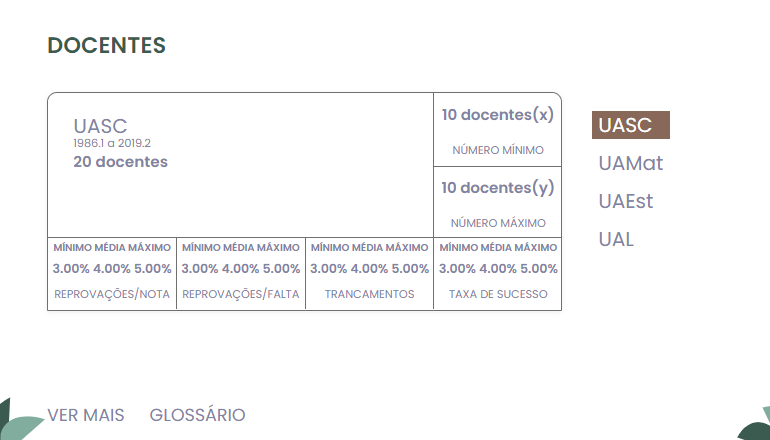 DOCENTES
UASC
1986.1 a 2019.2
20 docentes
10 docentes(x)
NÚMERO MÍNIMO
10 docentes(y)
NÚMERO MÁXIMO
MÍNIMO MÉDIA MÁXIMO
3.00% 4.00% 5.00%
REPROVAÇÕES/NOTA
MÍNIMO MÉDIA MÁXIMO
3.00% 4.00% 5.00%
REPROVAÇÕES/FALTA
MÍNIMO MÉDIA MÁXIMO
3.00% 4.00% 5.00%
TRANCAMENTOS
MÍNIMO MÉDIA MÁXIMO
3.00% 4.00% 5.00%
TAXA DE SUCESSO
UASC
UAMat
UAEst
UAL
VER MAIS
GLOSSÁRIO